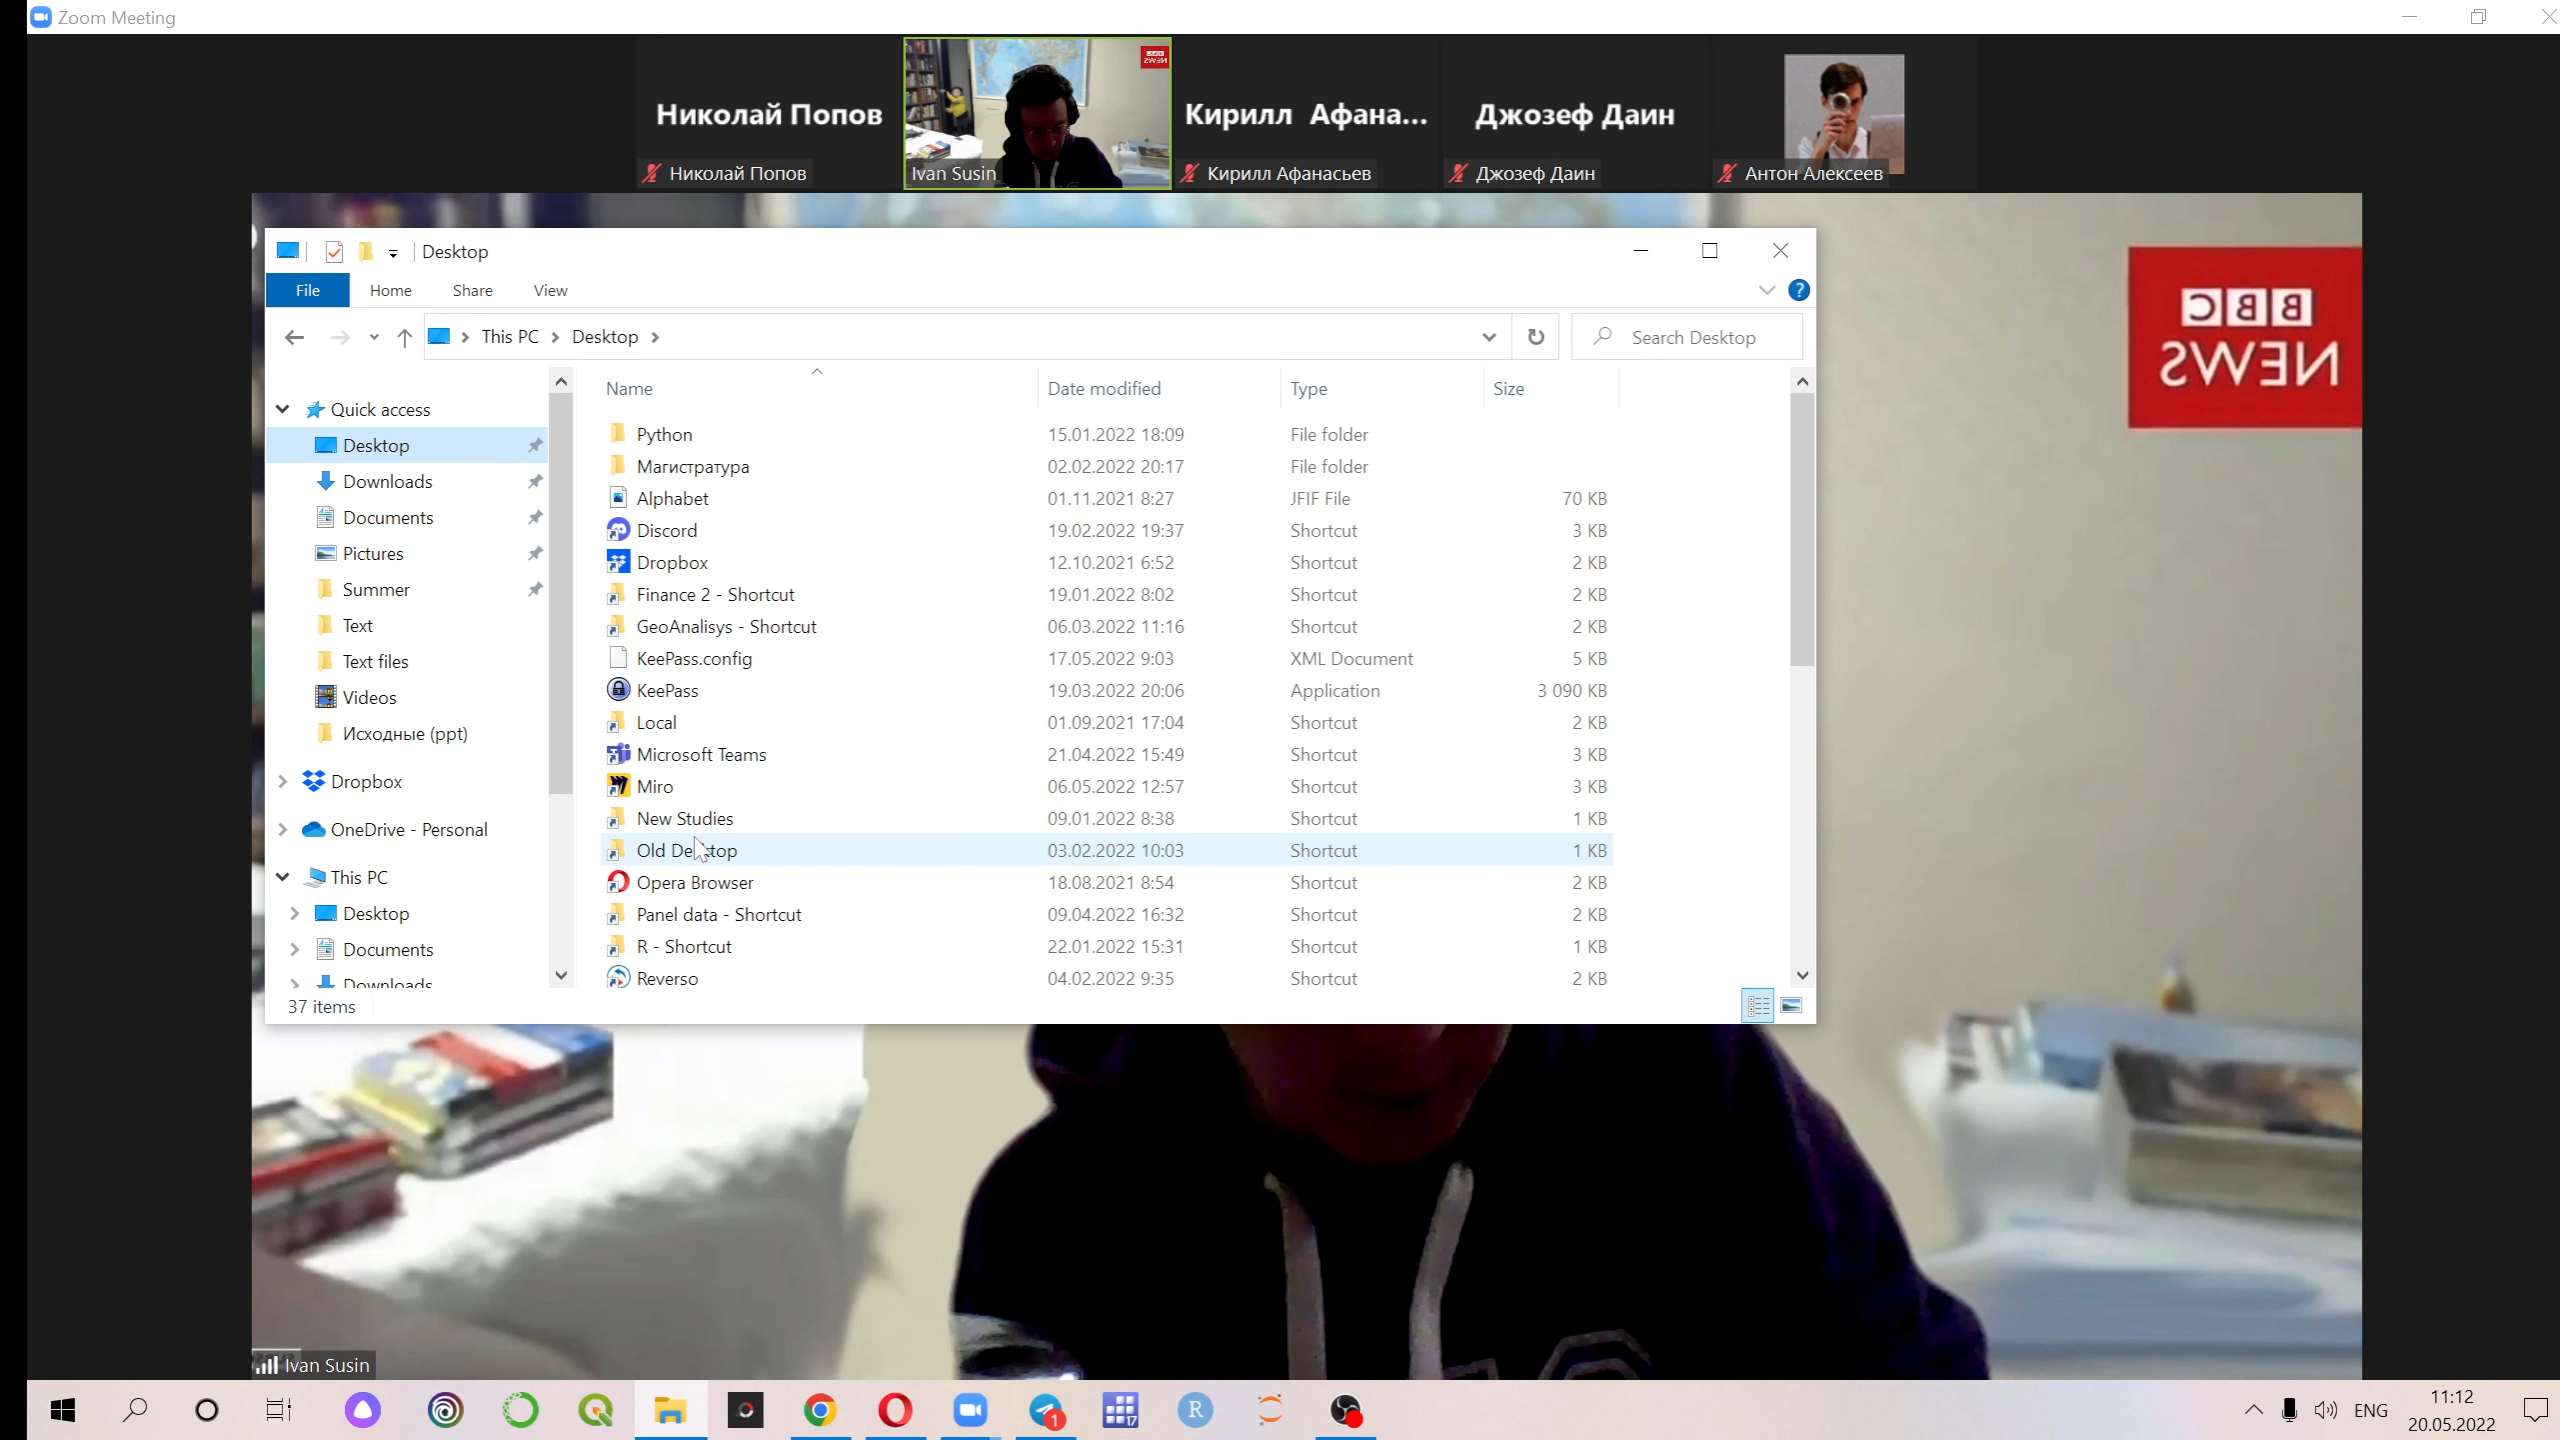 Zoom Meeting
Николай Попов
Кирилл Афана...
Джозеф Даин
Николай Попов
Ivan Susin
Кирилл Афанасьев
Джозеф Даин
Антон Алексеев
BBC
NEWS
Desktop
File Home Share View
This PC Desktop
Search Desktop
Name Date modified Type Size
Quick access
Desktop
Downloads
Documents
Pictures
Summer
Text
Text files
Videos
Исходные (ppt)
Dropbox
OneDrive - Personal
This PC
Desktop
Documents
Downloads
Python 15.01.2022 18:09 File folder
Магистратура 02.02.2022 20:17 File folder
Alphabet 01.11.2021 8:27 JFIF File 70 KB
Discord 19.02.2022 19:37 Shortcut 3 KB
Dropbox 12.10.2021 6:52 Shortcut 2 KB
Finance 2 - Shortcut 19.01.2022 8:02 Shortcut 2 KB
GeoAnalisys - Shortcut 06.03.2022 11:16 Shortcut 2 KB
KeePass.config 17.05.2022 9:03 XML Document 5 KB
KeePass 19.03.2022 20:06 Application 3 090 KB
Local 01.09.2021 17:04 Shortcut 2 KB
Microsoft Teams 21.04.2022 15:49 Shortcut 3 KB
Miro 06.05.2022 12:57 Shortcut 3 KB
New Studies 09.01.2022 8:38 Shortcut 1 KB
Old Desktop 03.02.2022 10:03 Shortcut 1 KB
Opera Browser 18.08.2021 8:54 Shortcut 2 KB
Panel data - Shortcut 09.04.2022 16:32 Shortcut 2 KB
R - Shortcut 22.01.2022 15:31 Shortcut 1 KB
Reverso 04.02.2022 9:35 Shortcut 2 KB
37 items
Ivan Susin
1
17
R
ENG
11:12
20.05.2022